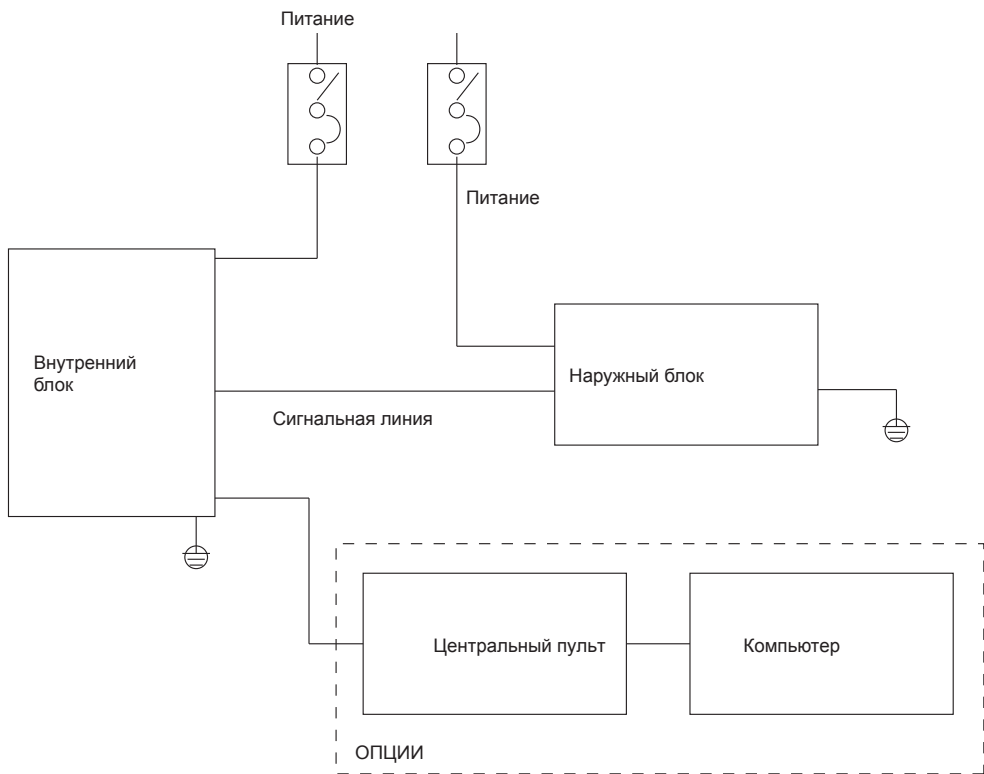 Питание
Питание
Внутренний
блок
Наружный блок
Сигнальная линия
Центральный пульт
Компьютер
ОПЦИИ